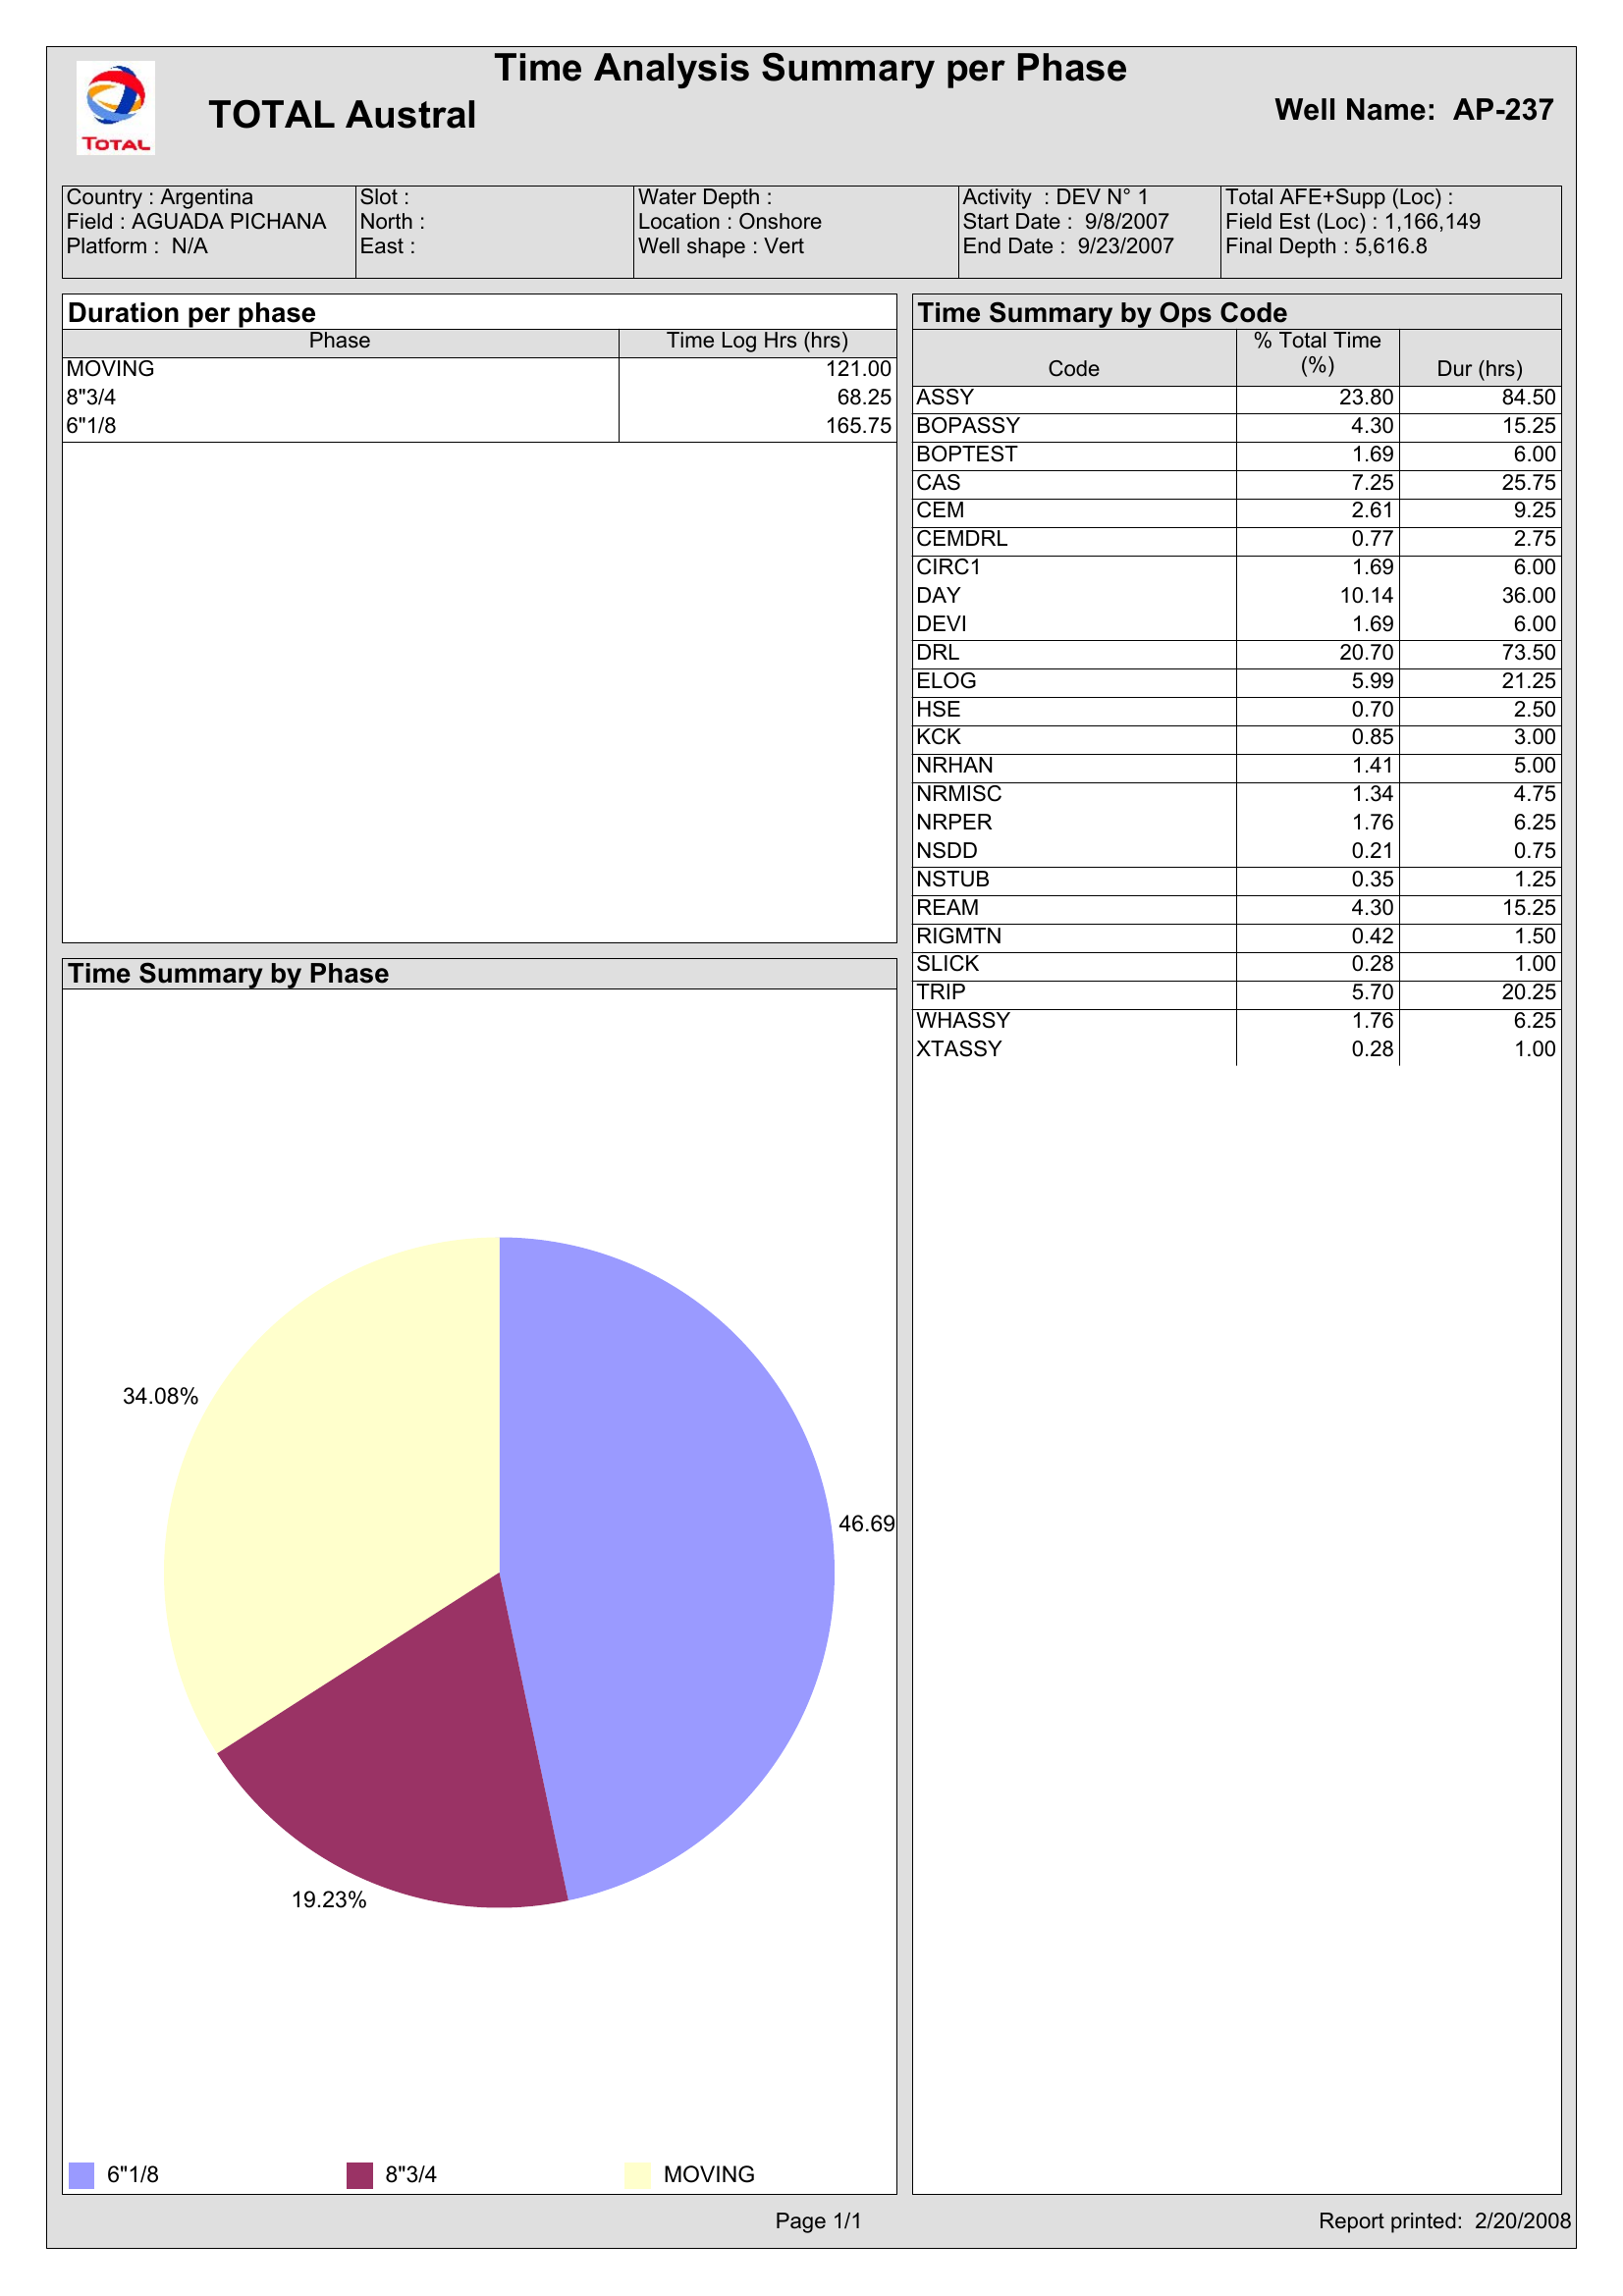 Time Analysis Summary per Phase
TOTAL Austral
Well Name: AP-237
TOTAL
Country : Argentina
Field : AGUADA PICHANA
Platform : N/A
Slot :
North :
East :
Water Depth :
Location : Onshore
Well shape : Vert
Activity : DEV N° 1
Start Date : 9/8/2007
End Date : 9/23/2007
Total AFE+Supp (Loc) :
Field Est (Loc) : 1,166,149
Final Depth : 5,616.8
Duration per phase
Phase Time Log Hrs (hrs)
MOVING 121.00
8"3/4 68.25
6"1/8 165.75
Time Summary by Phase
34.08%
46.69
19.23%
6"1/8 8"3/4 MOVING
Time Summary by Ops Code
Code % Total Time (%) Dur (hrs)
ASSY 23.80 84.50
BOPASSY 4.30 15.25
BOPTEST 1.69 6.00
CAS 7.25 25.75
CEM 2.61 9.25
CEMDRL 0.77 2.75
CIRC1 1.69 6.00
DAY 10.14 36.00
DEVI 1.69 6.00
DRL 20.70 73.50
ELOG 5.99 21.25
HSE 0.70 2.50
KCK 0.85 3.00
NRHAN 1.41 5.00
NRMISC 1.34 4.75
NRPER 1.76 6.25
NSDD 0.21 0.75
NSTUB 0.35 1.25
REAM 4.30 15.25
RIGMTN 0.42 1.50
SLICK 0.28 1.00
TRIP 5.70 20.25
WHASSY 1.76 6.25
XTASSY 0.28 1.00
Page 1/1
Report printed: 2/20/2008